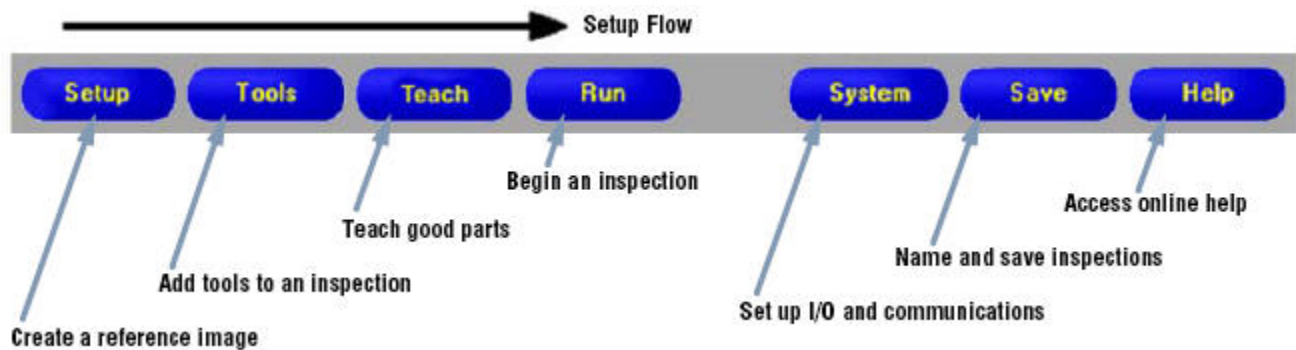 Setup Flow
Setup Tools Teach Run System Save Help
Begin an inspection
Access online help
Teach good parts
Name and save inspections
Add tools to an inspection
Set up I/O and communications
Create a reference image